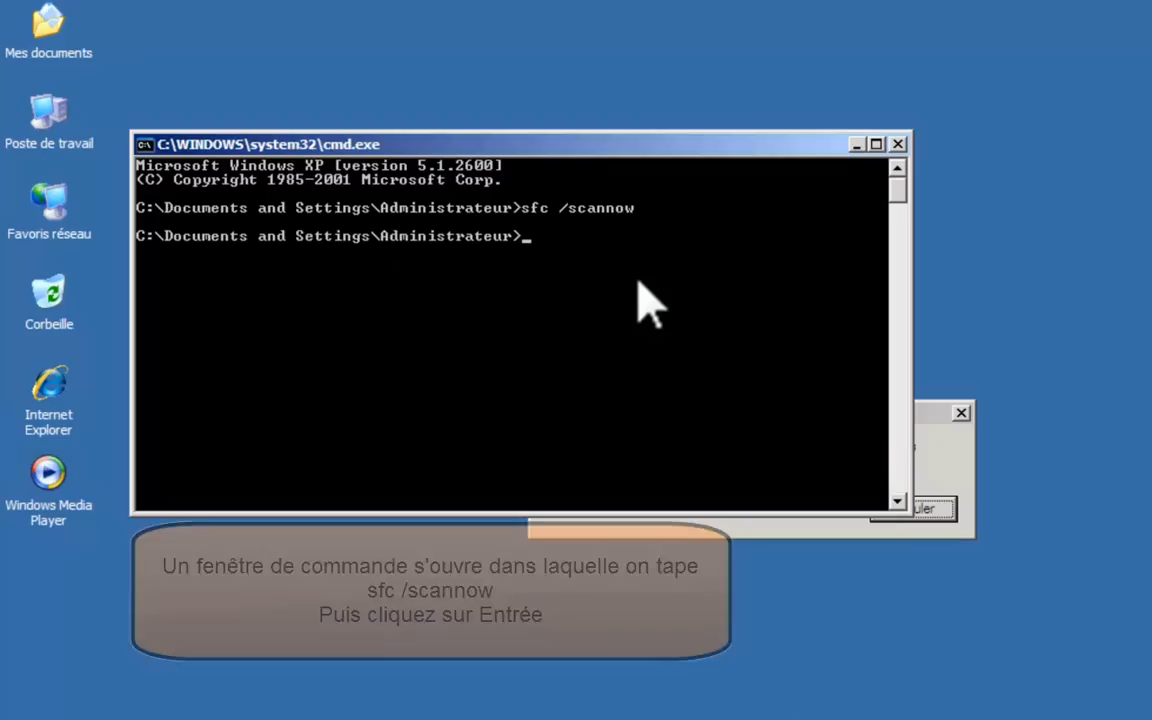 Mes documents
Poste de travail
Favoris réseau
Corbeille
Internet
Explorer
Windows Media
Player
C:\WINDOWS\system32\cmd.exe
Microsoft Windows XP [version 5.1.2600]
(C) Copyright 1985-2001 Microsoft Corp.
C:\Documents and Settings\Administrateur>sfc /scannow
C:\Documents and Settings\Administrateur>_
uler
Un fenêtre de commande s'ouvre dans laquelle on tape
sfc /scannow
Puis cliquez sur Entrée